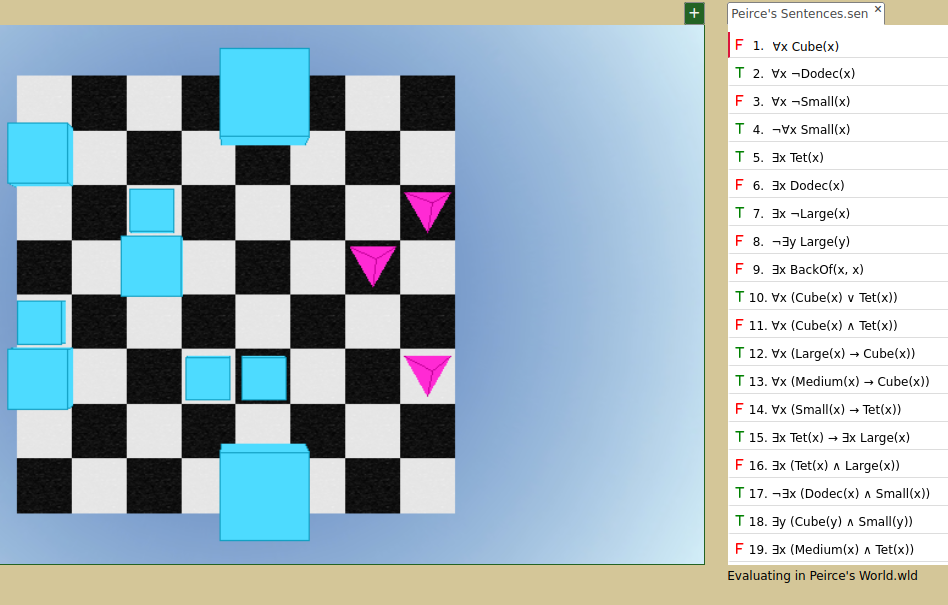 +
Peirce's Sentences.sen ×
F 1. ∀x Cube(x)
T 2. ∀x ¬Dodec(x)
F 3. ∀x ¬Small(x)
T 4. ¬∀x Small(x)
T 5. ∃x Tet(x)
F 6. ∃x Dodec(x)
T 7. ∃x ¬Large(x)
F 8. ¬∃y Large(y)
F 9. ∃x BackOf(x, x)
T 10. ∀x (Cube(x) ∨ Tet(x))
F 11. ∀x (Cube(x) ∧ Tet(x))
T 12. ∀x (Large(x) → Cube(x))
T 13. ∀x (Medium(x) → Cube(x))
F 14. ∀x (Small(x) → Tet(x))
T 15. ∃x Tet(x) → ∃x Large(x)
F 16. ∃x (Tet(x) ∧ Large(x))
T 17. ¬∃x (Dodec(x) ∧ Small(x))
T 18. ∃y (Cube(y) ∧ Small(y))
F 19. ∃x (Medium(x) ∧ Tet(x))
Evaluating in Peirce's World.wld